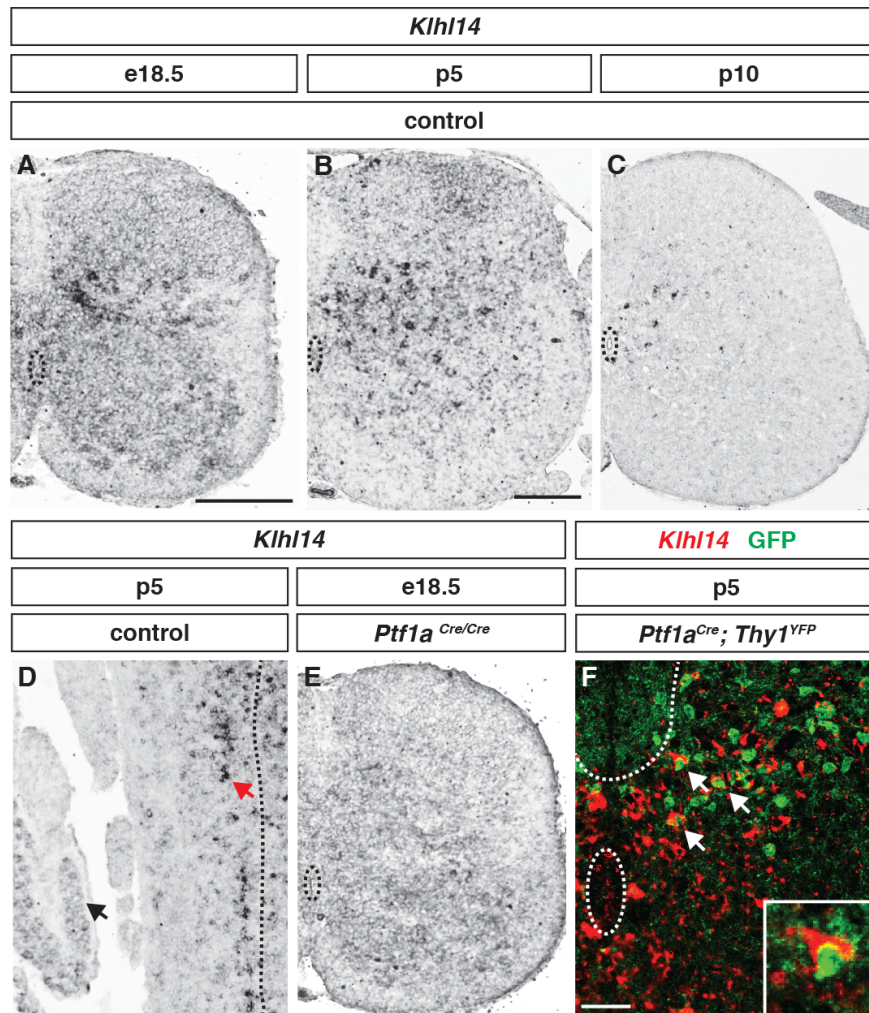 Klhl14
e18.5 p5 p10
control
A B C
Klhl14 Klhl14 GFP
p5 e18.5 p5
control Ptf1a Cre/Cre Ptf1aCre; Thy1YFP
D E F